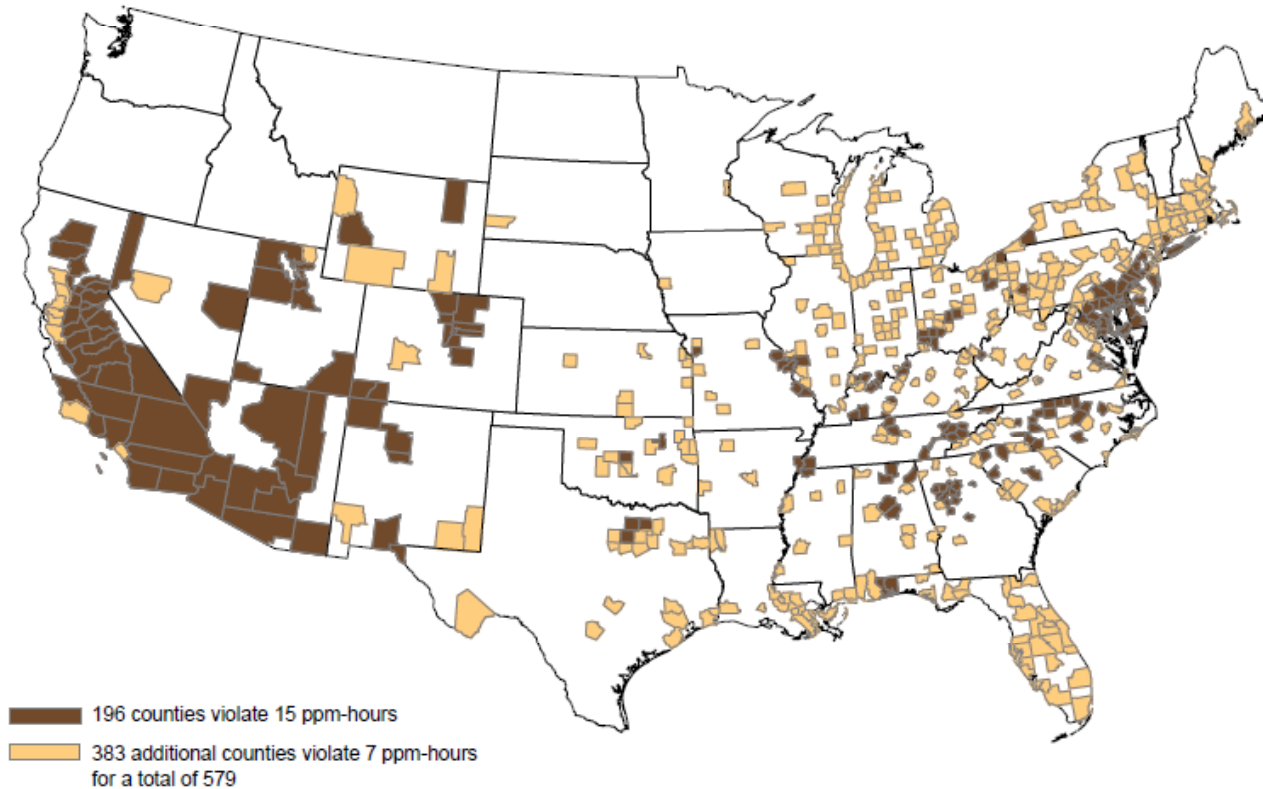 196 counties violate 15 ppm-hours
383 additional counties violate 7 ppm-hours
for a total of 579